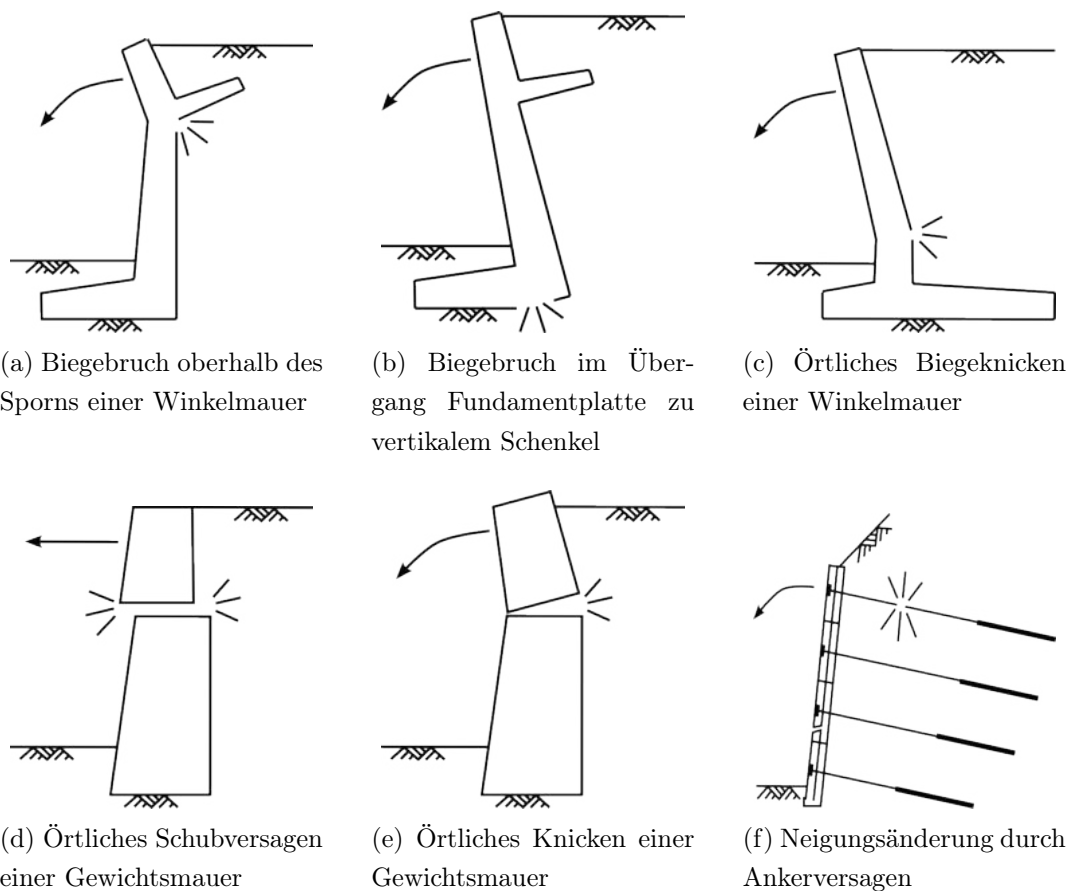 (a) Biegebruch oberhalb des
Sporns einer Winkelmauer
(b) Biegebruch im Über-
gang Fundamentplatte zu
vertikalem Schenkel
(c) Örtliches Biegeknicken
einer Winkelmauer
(d) Örtliches Schubversagen
einer Gewichtsmauer
(e) Örtliches Knicken einer
Gewichtsmauer
(f) Neigungsänderung durch
Ankerversagen